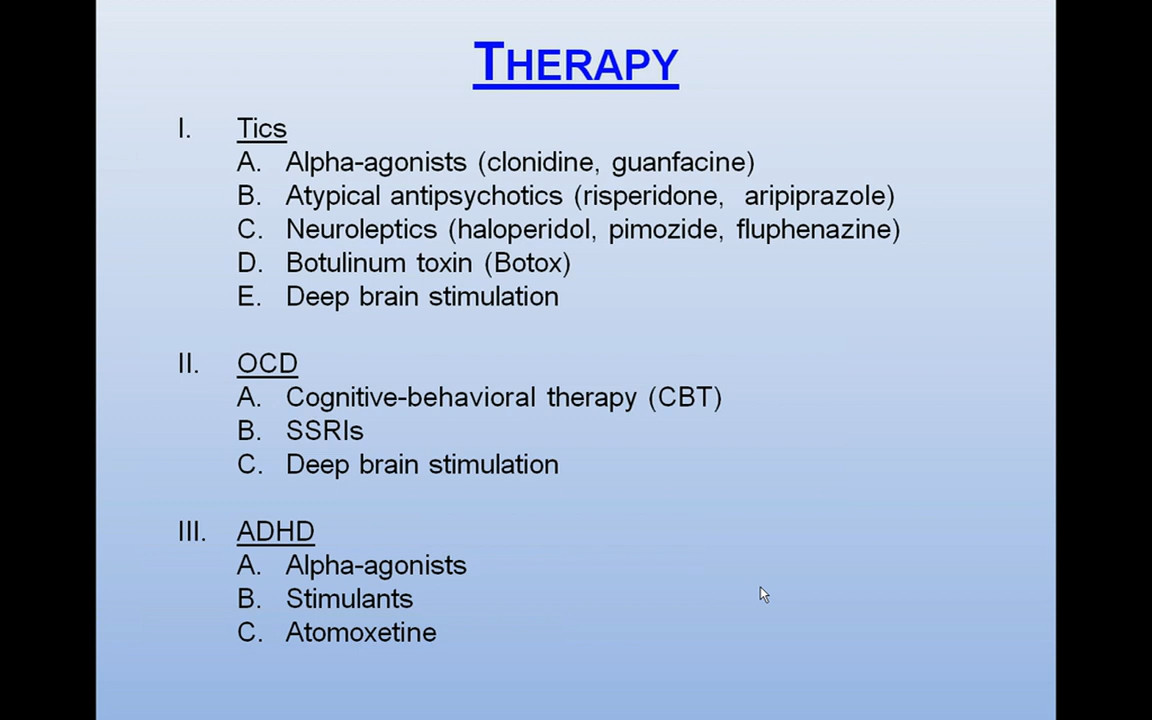 THERAPY
I. Tics
A. Alpha-agonists (clonidine, guanfacine)
B. Atypical antipsychotics (risperidone, aripiprazole)
C. Neuroleptics (haloperidol, pimozide, fluphenazine)
D. Botulinum toxin (Botox)
E. Deep brain stimulation
II. OCD
A. Cognitive-behavioral therapy (CBT)
B. SSRIs
C. Deep brain stimulation
III. ADHD
A. Alpha-agonists
B. Stimulants
C. Atomoxetine